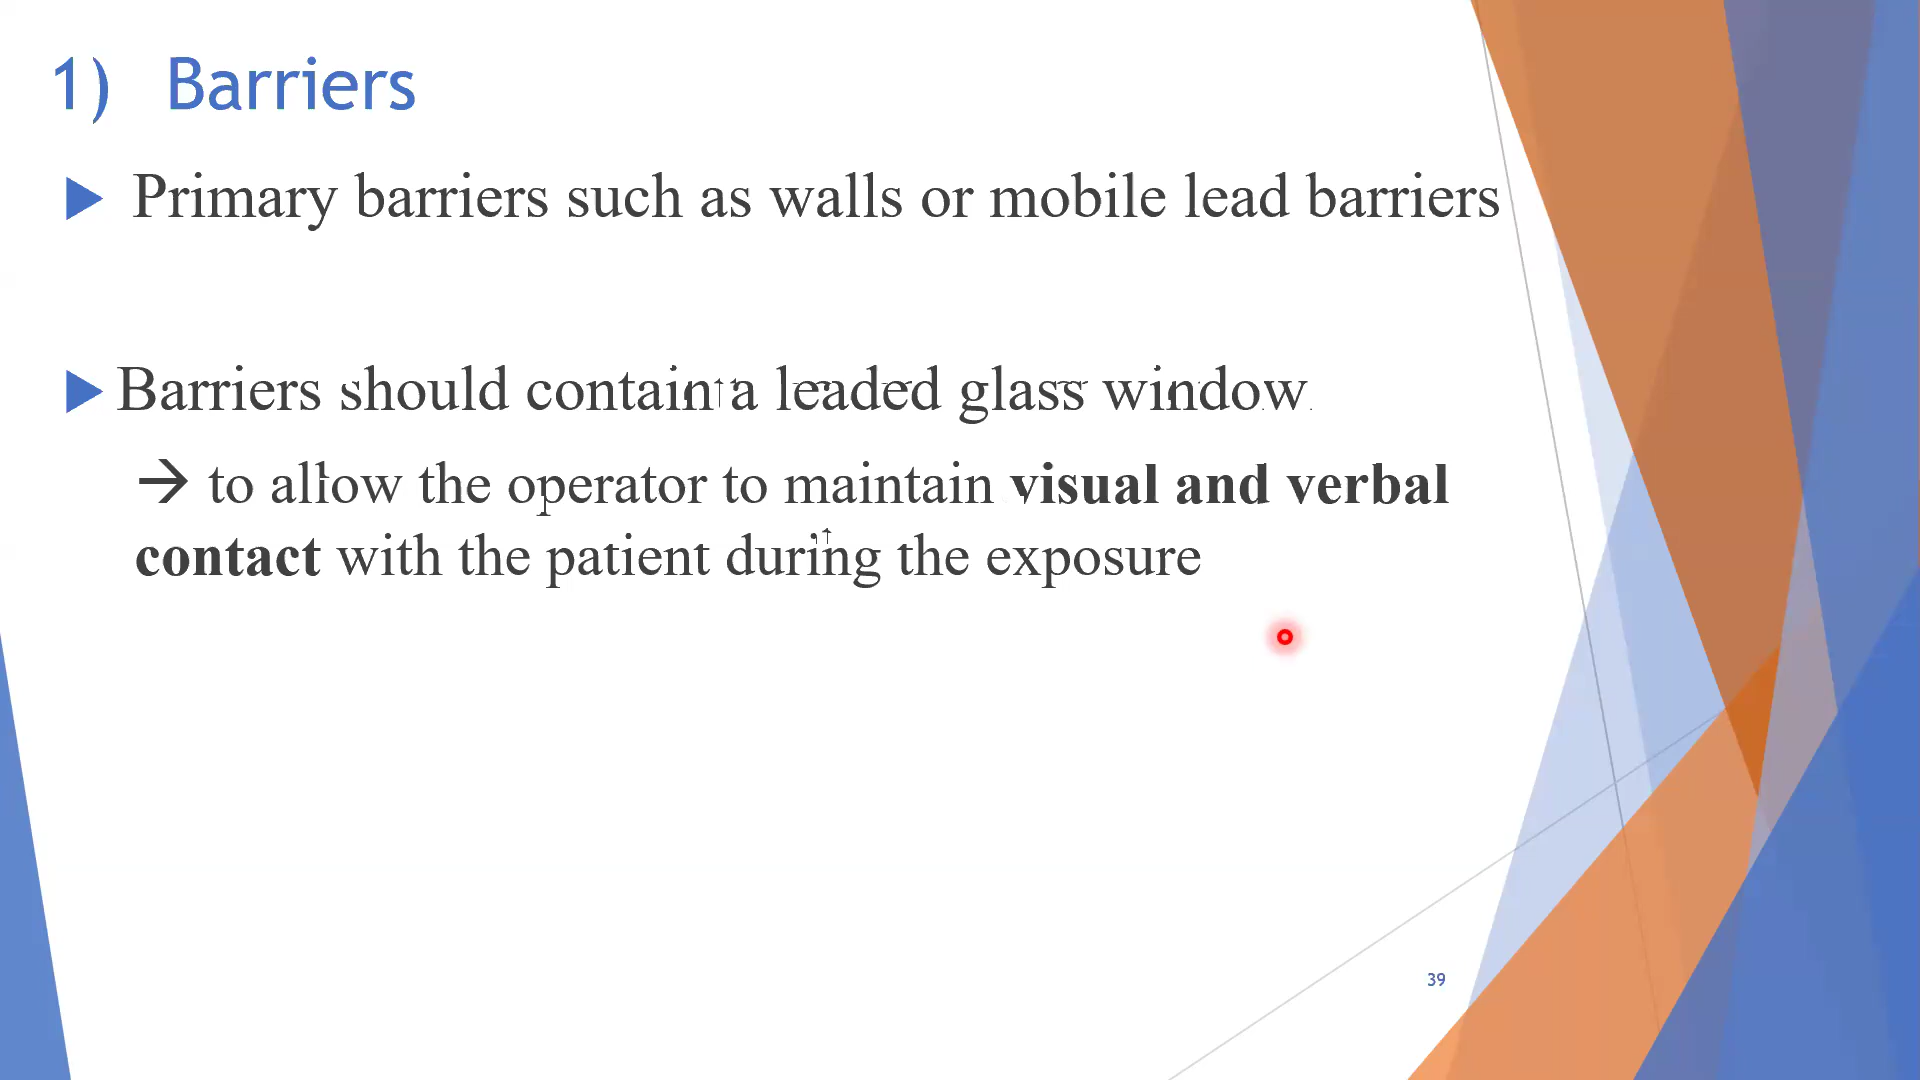 1) Barriers
Primary barriers such as walls or mobile lead barriers
Barriers should contain a leaded glass window
→ to allow the operator to maintain visual and verbal
contact with the patient during the exposure
39